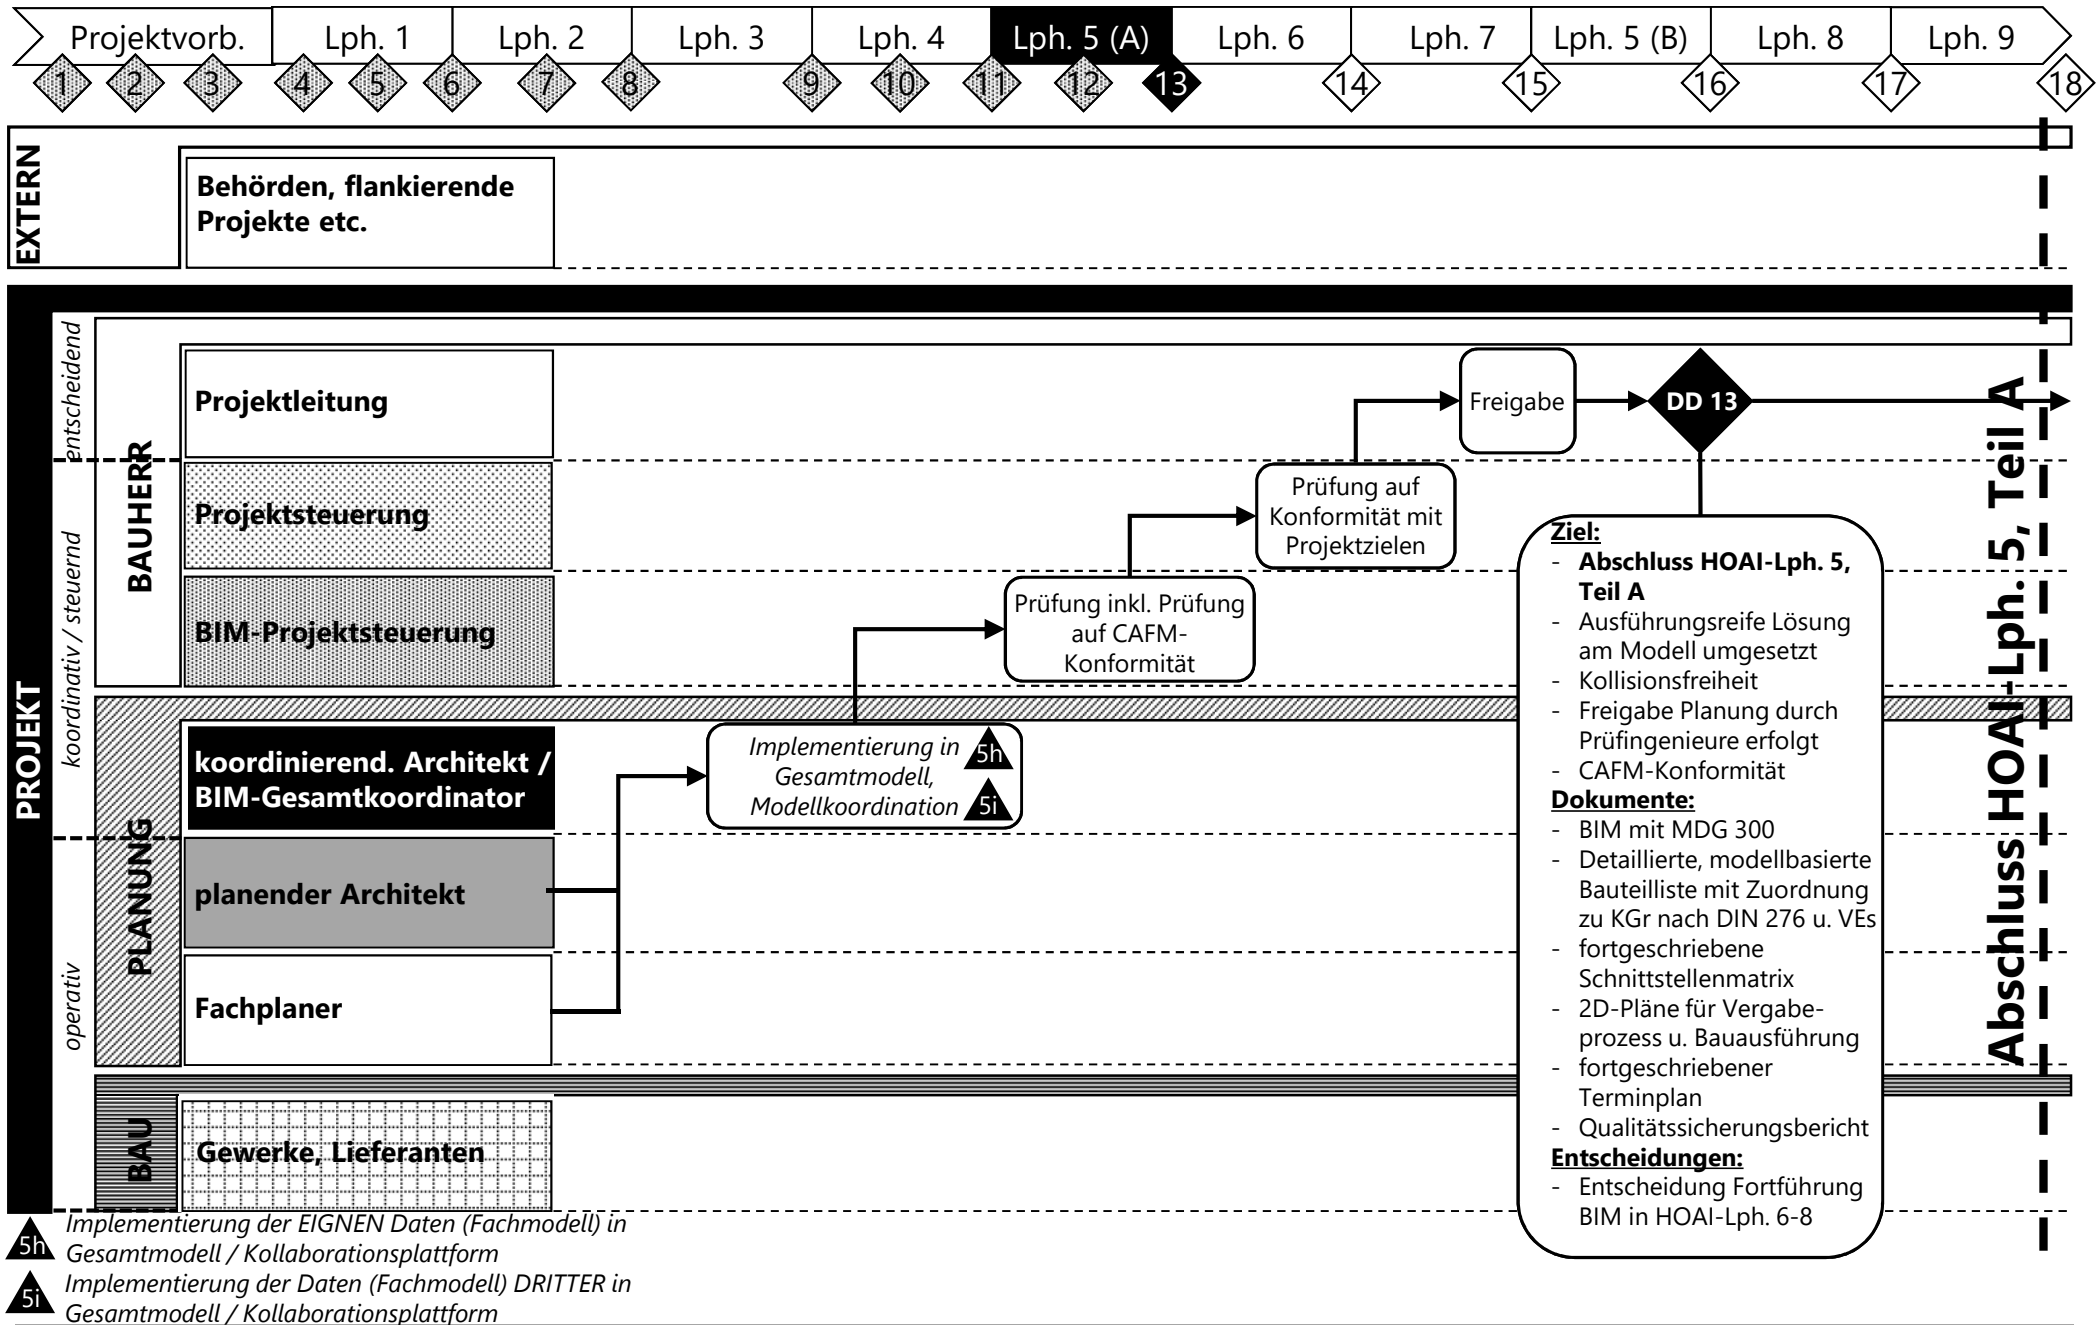 Projektvorb.
Lph. 1
Lph. 2
Lph. 3
Lph. 4
Lph. 5 (A)
Lph. 6
Lph. 7
Lph. 5 (B)
Lph. 8
Lph. 9
1
2
3
4
5
6
7
8
9
10
11
12
13
14
15
16
17
18
EXTERN
Behörden, flankierende
Projekte etc.
PROJEKT
entscheidend
koordinativ / steuernd
operativ
BAUHERR
Projektleitung
Projektsteuerung
BIM-Projektsteuerung
PLANUNG
koordinierend. Architekt /
BIM-Gesamtkoordinator
planender Architekt
Fachplaner
BAU
Gewerke, Lieferanten
Implementierung in
Gesamtmodell,
Modellkoordination
5h
5i
Prüfung inkl. Prüfung
auf CAFM-
Konformität
Prüfung auf
Konformität mit
Projektzielen
Freigabe
DD 13
Ziel:
- Abschluss HOAI-Lph. 5,
Teil A
- Ausführungsreife Lösung
am Modell umgesetzt
- Kollisionsfreiheit
- Freigabe Planung durch
Prüfingenieure erfolgt
- CAFM-Konformität
Dokumente:
- BIM mit MDG 300
- Detaillierte, modellbasierte
Bauteilliste mit Zuordnung
zu KGr nach DIN 276 u. VEs
- fortgeschriebene
Schnittstellenmatrix
- 2D-Pläne für Vergabe-
prozess u. Bauausführung
- fortgeschriebener
Terminplan
- Qualitätssicherungsbericht
Entscheidungen:
- Entscheidung Fortführung
BIM in HOAI-Lph. 6-8
Abschluss HOAI-Lph. 5, Teil A
5h
Implementierung der EIGNEN Daten (Fachmodell) in
Gesamtmodell / Kollaborationsplattform
5i
Implementierung der Daten (Fachmodell) DRITTER in
Gesamtmodell / Kollaborationsplattform